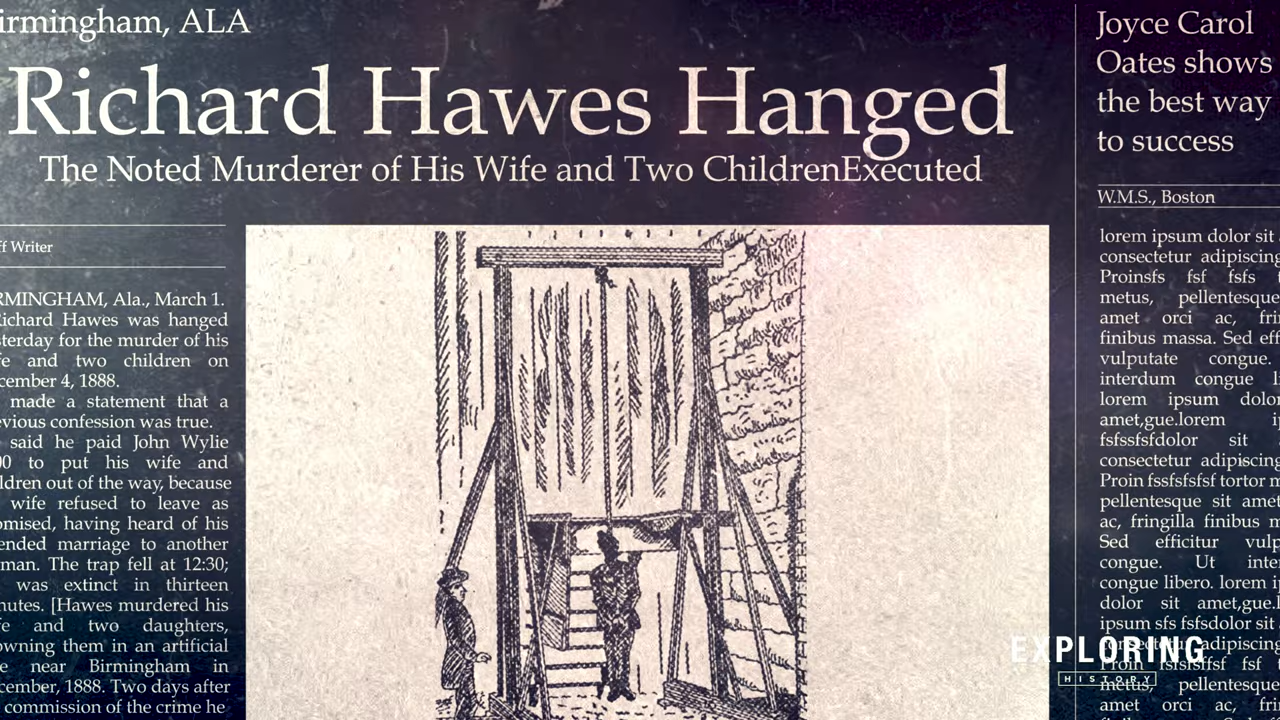 irmingham, ALA
Richard Hawes Hanged
The Noted Murderer of His Wife and Two ChildrenExecuted
ff Writer
RMINGHAM, Ala., March 1.
ichard Hawes was hanged
sterday for the murder of his
fe and two children on
cember 4, 1888.
made a statement that a
evious confession was true.
said he paid John Wylie
00 to put his wife and
ldren out of the way, because
wife refused to leave as
omised, having heard of his
ended marriage to another
man. The trap fell at 12:30;
was extinct in thirteen
nutes. [Hawes murdered his
fe and two daughters,
owning them in an artificial
e near Birmingham in
cember, 1888. Two days after
commission of the crime he
Joyce Carol
Oates shows
the best way
to success
W.M.S., Boston
lorem ipsum dolor sit
consectetur adipiscing
Proinsfs fsf fsfs
metus, pellentesque
amet orci ac, frin
finibus massa. Sed eff
vulputate congue.
interdum congue li
lorem ipsum dolor
amet,gue.lorem ip
fsfssfsfdolor sit
consectetur adipiscing
Proin fssfsfsfsf tortor m
pellentesque sit amet
ac, fringilla finibus m
Sed efficitur vulp
congue. Ut inter
congue libero. lorem ip
dolor sit amet,gue.l
ipsum sfs fsfsdolor sit
adipiscing
Proin fsfsfsffsf fsf
metus, pellentesque
amet orci ac, frin
EXPLORING
HISTORY